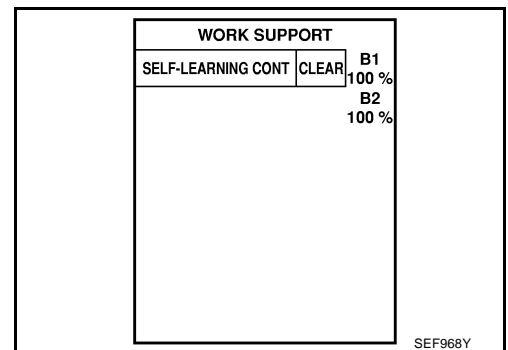 WORK SUPPORT
SELF-LEARNING CONT CLEAR B1
100 %
B2
100 %
SEF968Y